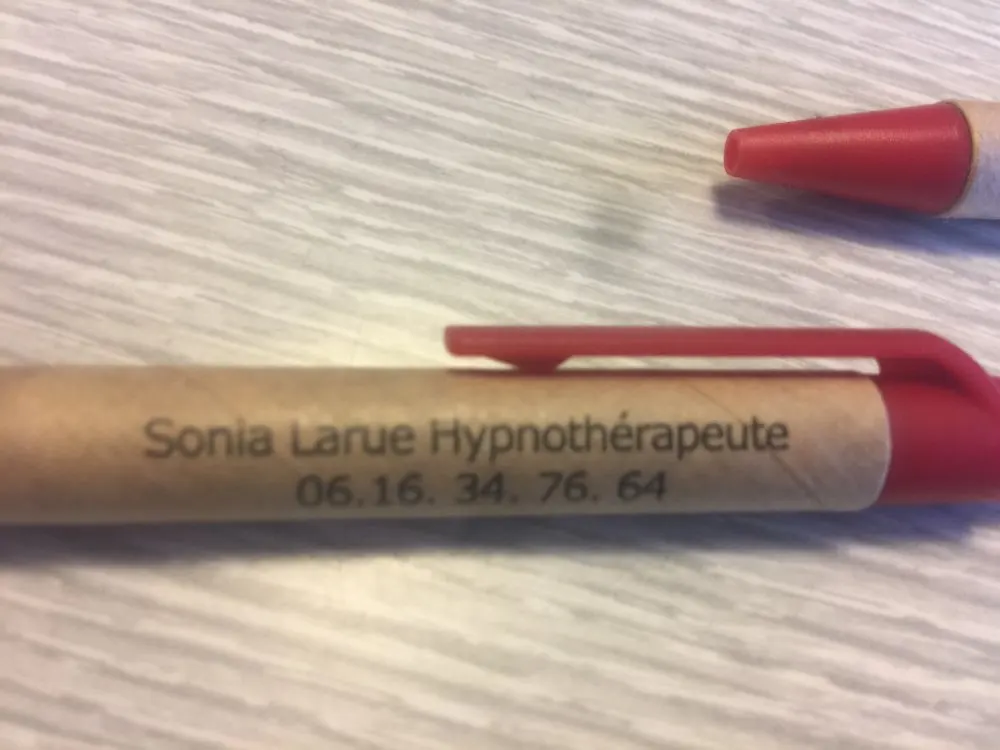 Sonia Larue Hypnothérapeute
06.16. 34. 76. 64